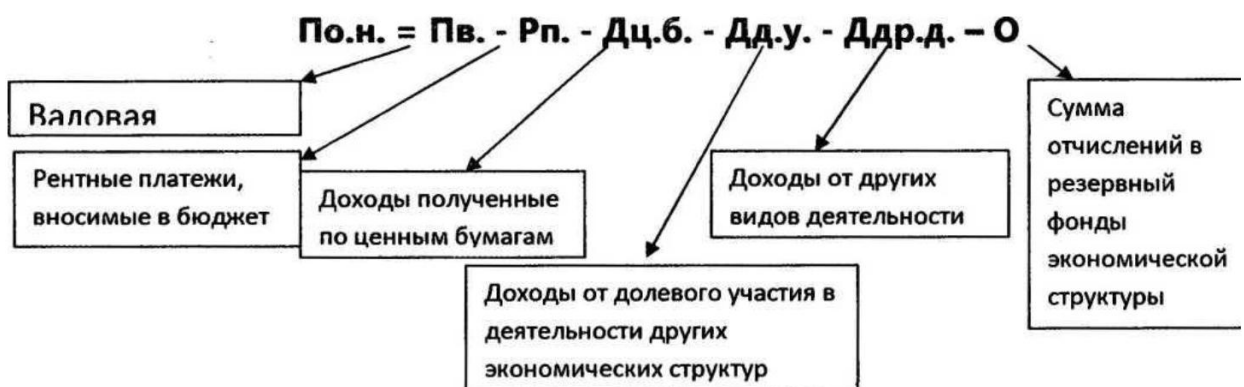 По.н. = Пв. - Рп. - Дц.б. - Дд.у. - Ддр.д. – О
Валовая
Рентные платежи,
вносимые в бюджет
Доходы полученные
по ценным бумагам
Доходы от долевого участия в
деятельности других
экономических структур
Доходы от других
видов деятельности
Сумма
отчислений в
резервный
фонды
экономической
структуры